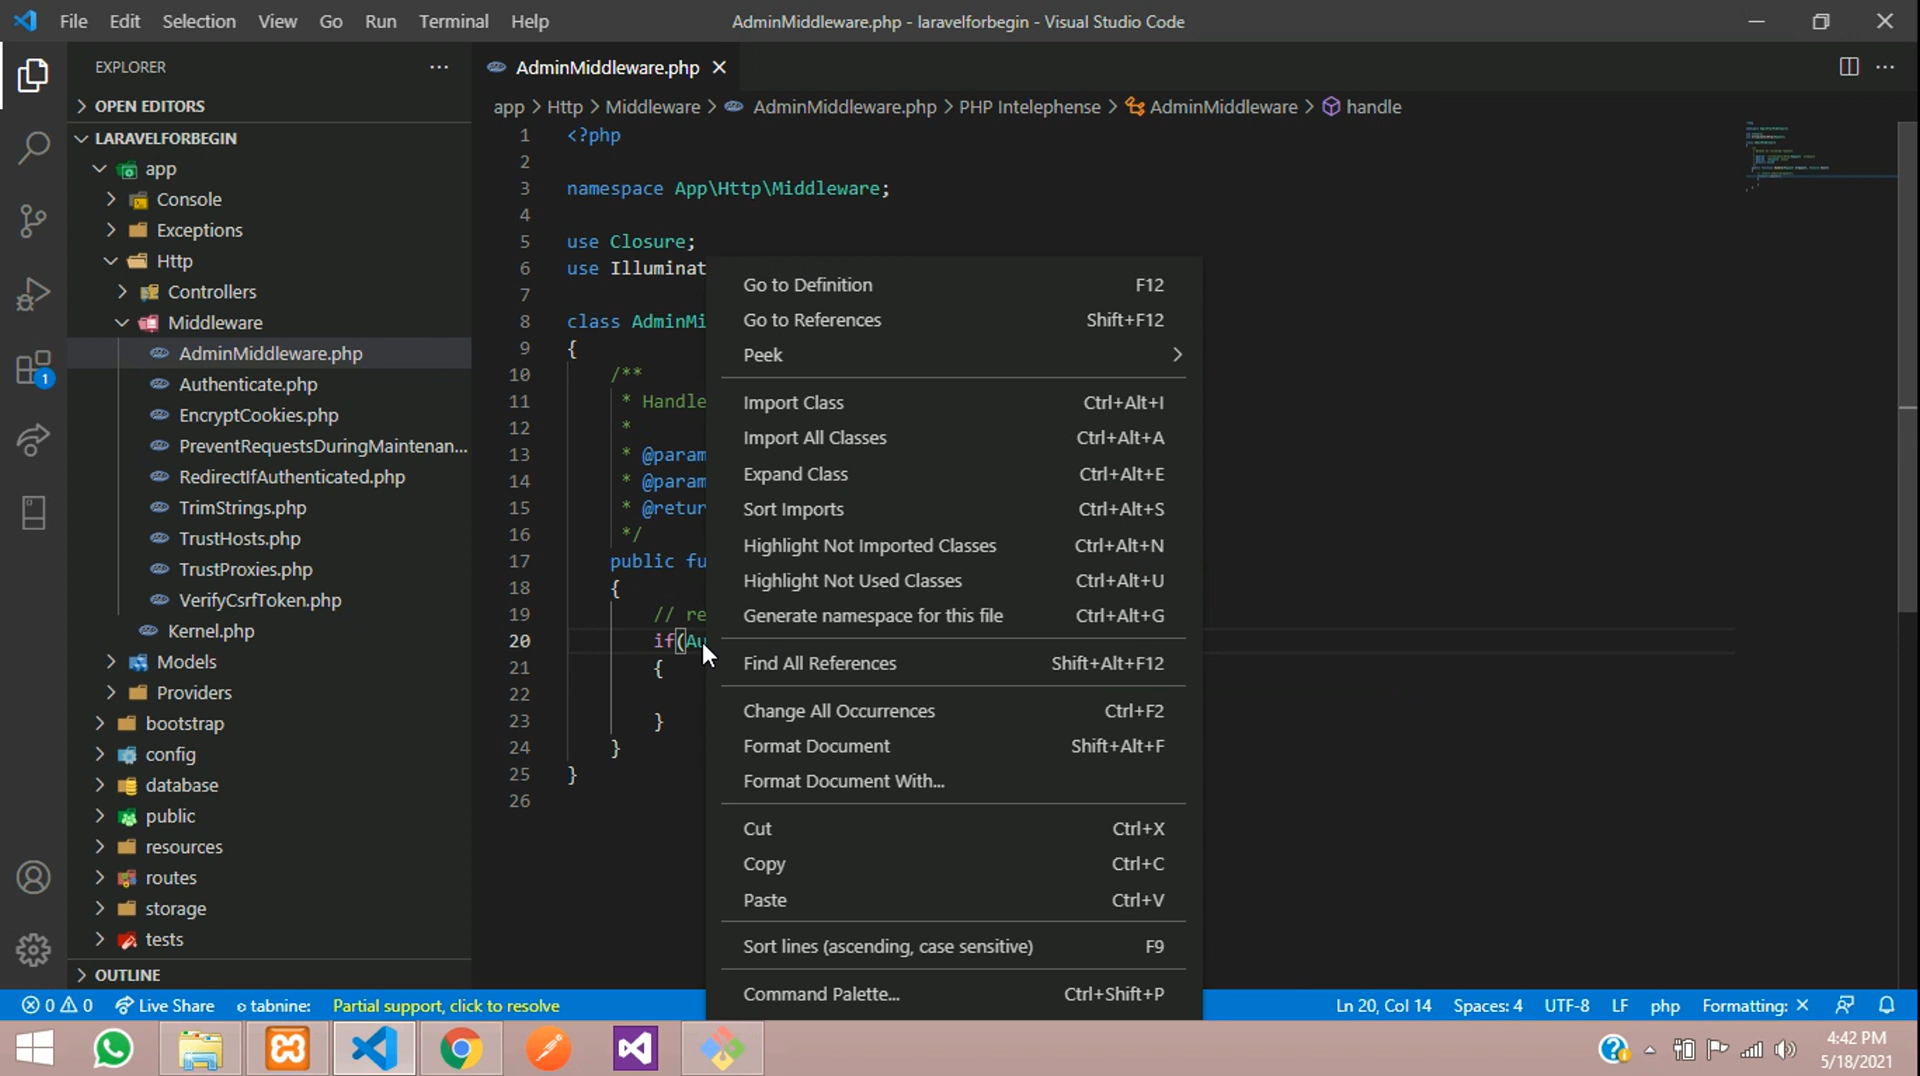 File Edit Selection View Go Run Terminal Help
AdminMiddleware.php - laravelforbegin - Visual Studio Code
EXPLORER
OPEN EDITORS
LARAVELFORBEGIN
app
Console
Exceptions
Http
Controllers
Middleware
AdminMiddleware.php
Authenticate.php
EncryptCookies.php
PreventRequestsDuringMaintenan...
RedirectIfAuthenticated.php
TrimStrings.php
TrustHosts.php
TrustProxies.php
VerifyCsrfToken.php
Kernel.php
Models
Providers
bootstrap
config
database
public
resources
routes
storage
tests
OUTLINE
1
AdminMiddleware.php
app > Http > Middleware > AdminMiddleware.php > PHP Intelephense > AdminMiddleware > handle
1 <?php
2
3 namespace App\Http\Middleware;
4
5 use Closure;
6 use Illuminat
7
8 class AdminMi
9 {
10 /**
11 * Handle
12 *
13 * @param
14 * @param
15 * @retur
16 */
17 public fu
18 {
19 // re
20 if(Au
21 {
22
23 }
24 }
25 }
26
Go to Definition F12
Go to References Shift+F12
Peek
Import Class Ctrl+Alt+I
Import All Classes Ctrl+Alt+A
Expand Class Ctrl+Alt+E
Sort Imports Ctrl+Alt+S
Highlight Not Imported Classes Ctrl+Alt+N
Highlight Not Used Classes Ctrl+Alt+U
Generate namespace for this file Ctrl+Alt+G
Find All References Shift+Alt+F12
Change All Occurrences Ctrl+F2
Format Document Shift+Alt+F
Format Document With...
Cut Ctrl+X
Copy Ctrl+C
Paste Ctrl+V
Sort lines (ascending, case sensitive) F9
Command Palette... Ctrl+Shift+P
0 0 Live Share tabnine: Partial support, click to resolve
Ln 20, Col 14 Spaces: 4 UTF-8 LF php Formatting: ✕
4:42 PM
5/18/2021